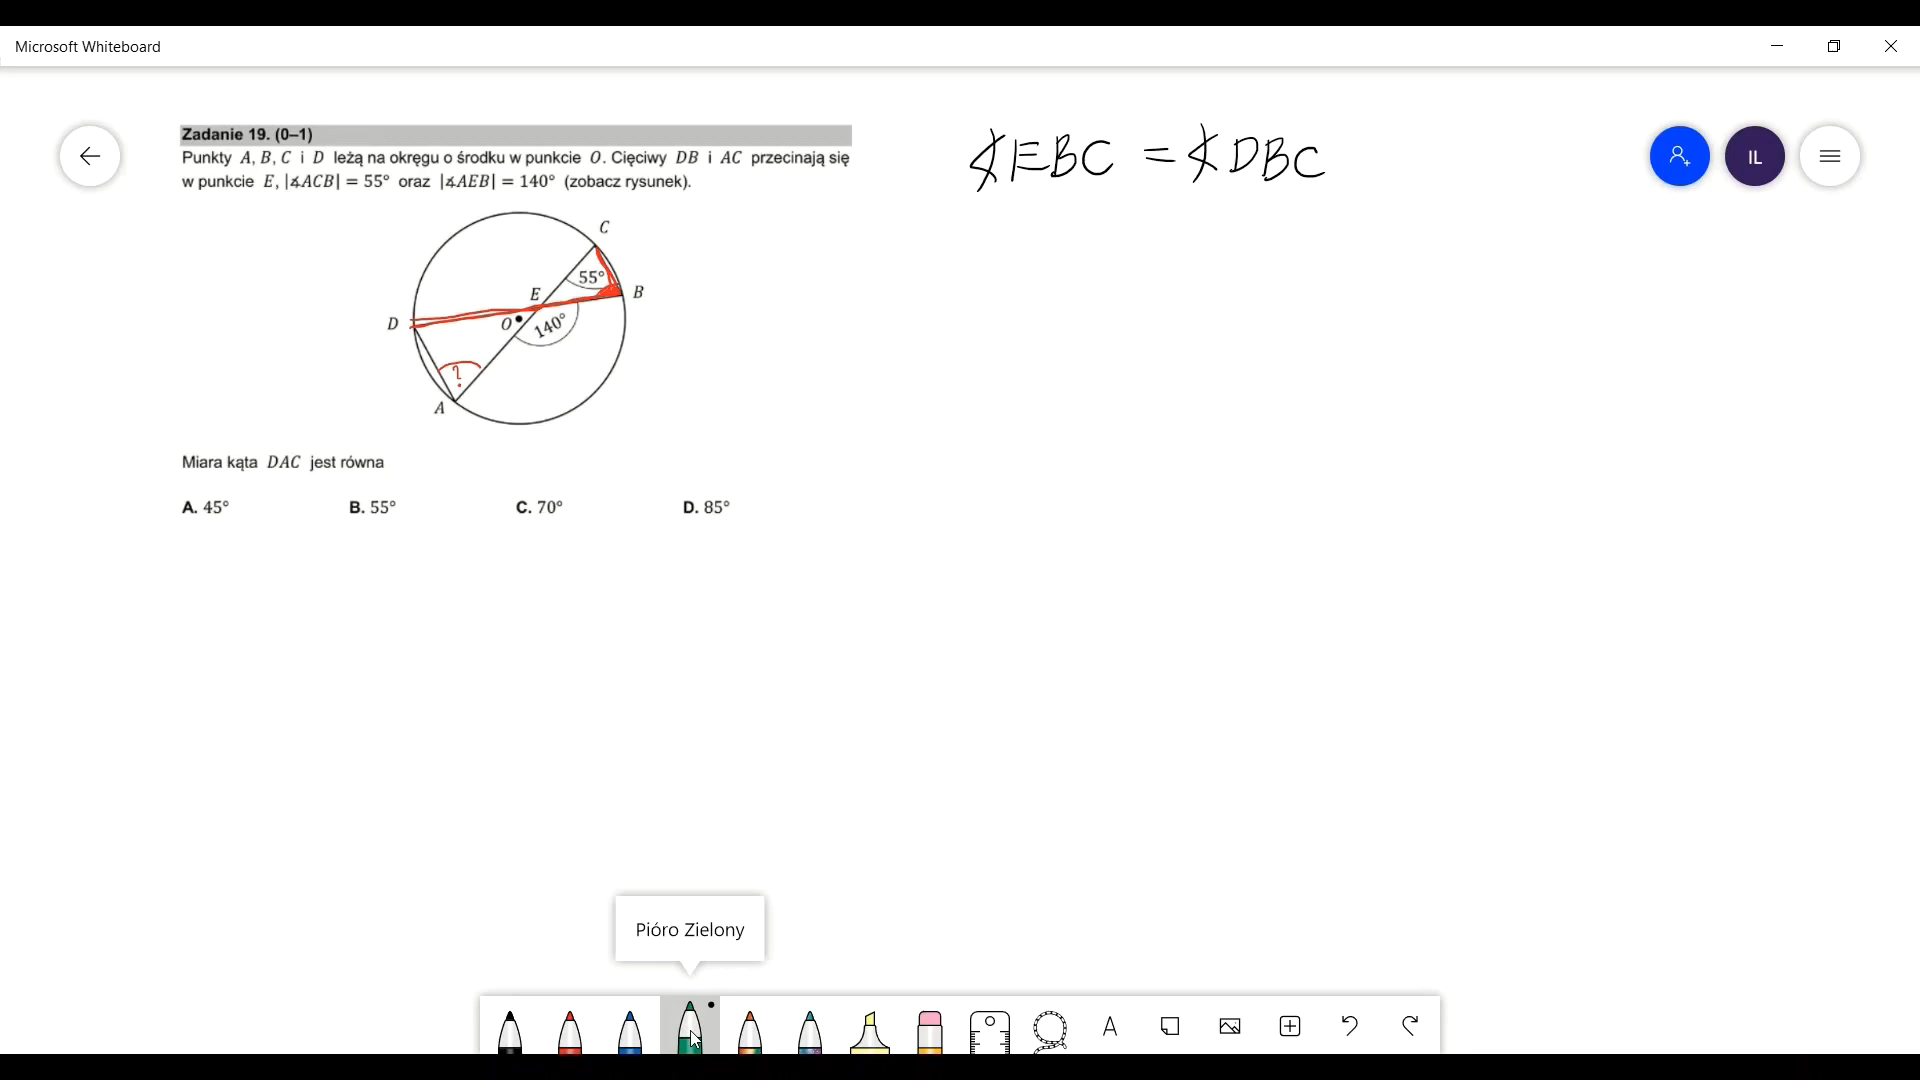 Microsoft Whiteboard
Zadanie 19. (0–1)
Punkty A, B, C i D leżą na okręgu o środku w punkcie O. Cięciwy DB i AC przecinają się
w punkcie E, |∡ACB| = 55° oraz |∡AEB| = 140° (zobacz rysunek).
∡EBC = ∡DBC
IL
C
55°
E
B
D
O
140°
?
A
Miara kąta DAC jest równa
A. 45° B. 55° C. 70° D. 85°
Pióro Zielony
A